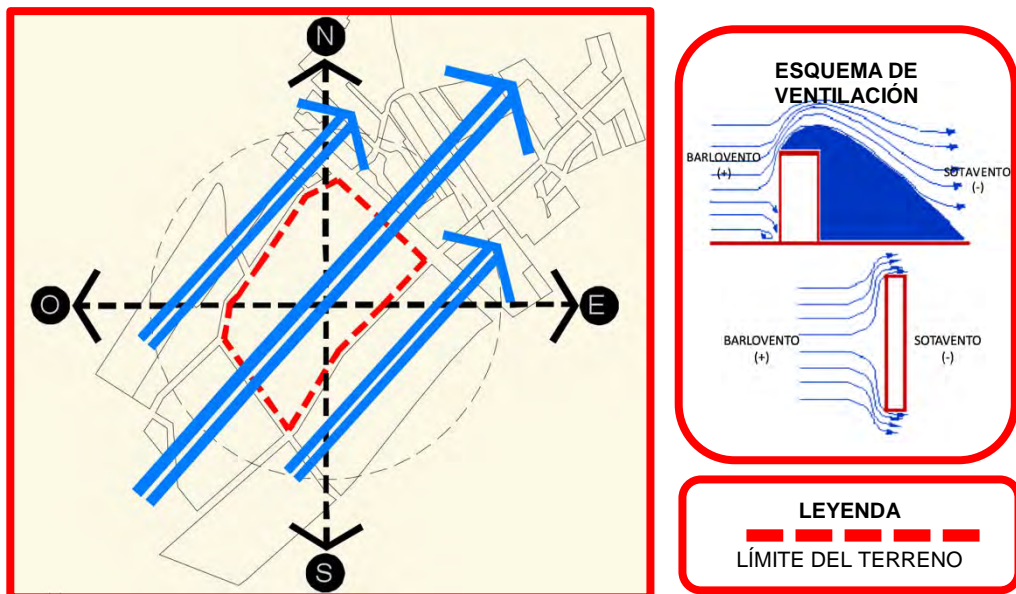 N
O
E
S
ESQUEMA DE
VENTILACIÓN
BARLOVENTO
(+)
SOTAVENTO
(-)
BARLOVENTO
(+)
SOTAVENTO
(-)
LEYENDA
LÍMITE DEL TERRENO